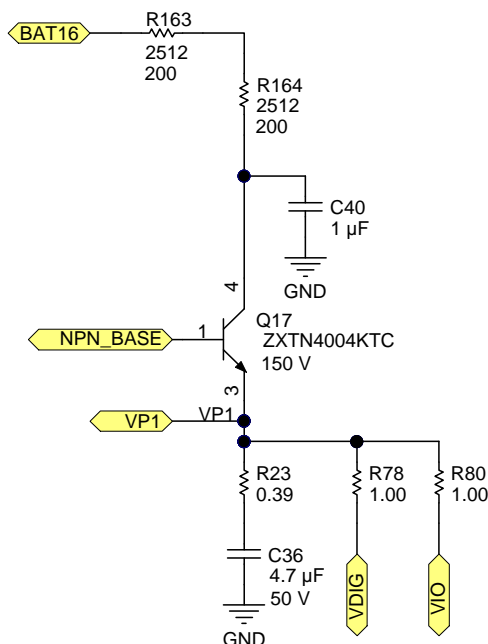 R163
BAT16
2512
200
R164
2512
200
C40
1 µF
GND
4
Q17
NPN_BASE
1
ZXTN4004KTC
150 V
3
VP1
VP1
R23
0.39
R78
1.00
R80
1.00
C36
4.7 µF
50 V
VDIG
VIO
GND